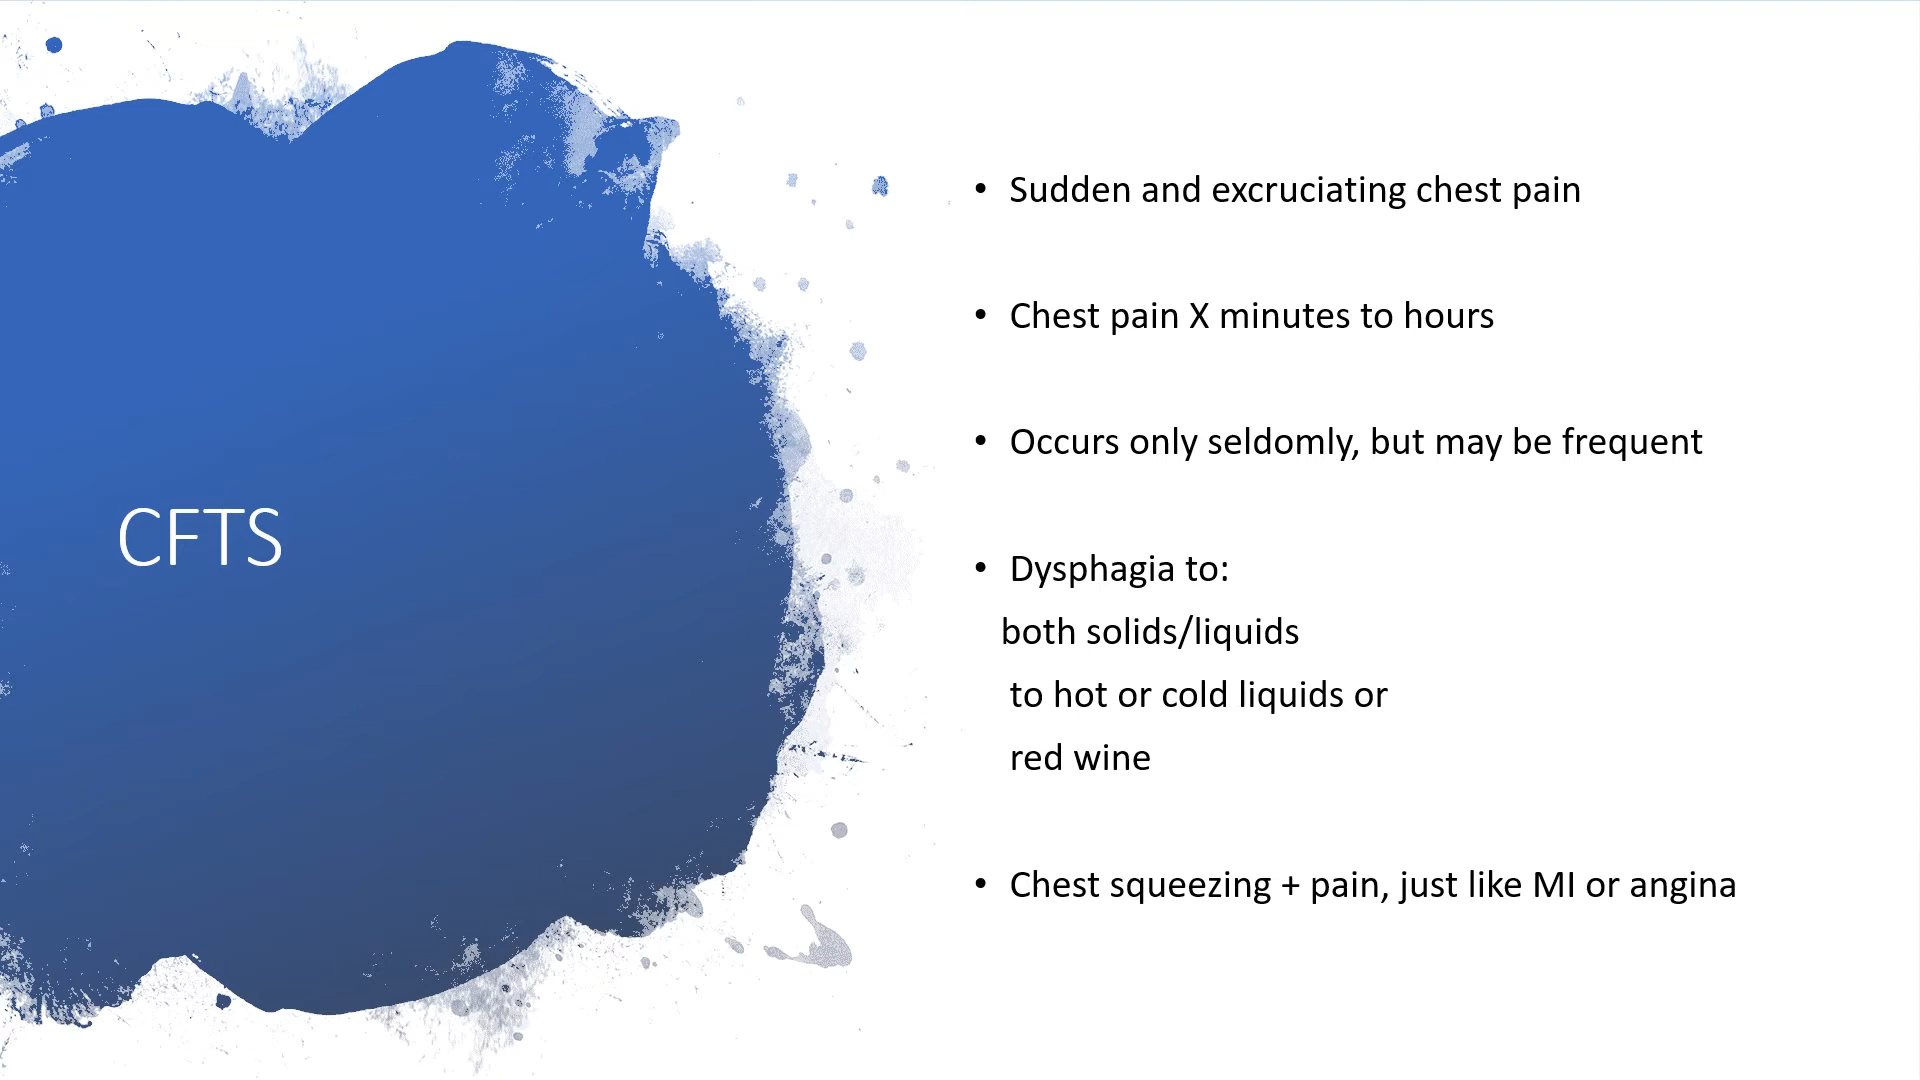 CFTS
• Sudden and excruciating chest pain
• Chest pain X minutes to hours
• Occurs only seldomly, but may be frequent
• Dysphagia to:
both solids/liquids
to hot or cold liquids or
red wine
• Chest squeezing + pain, just like MI or angina